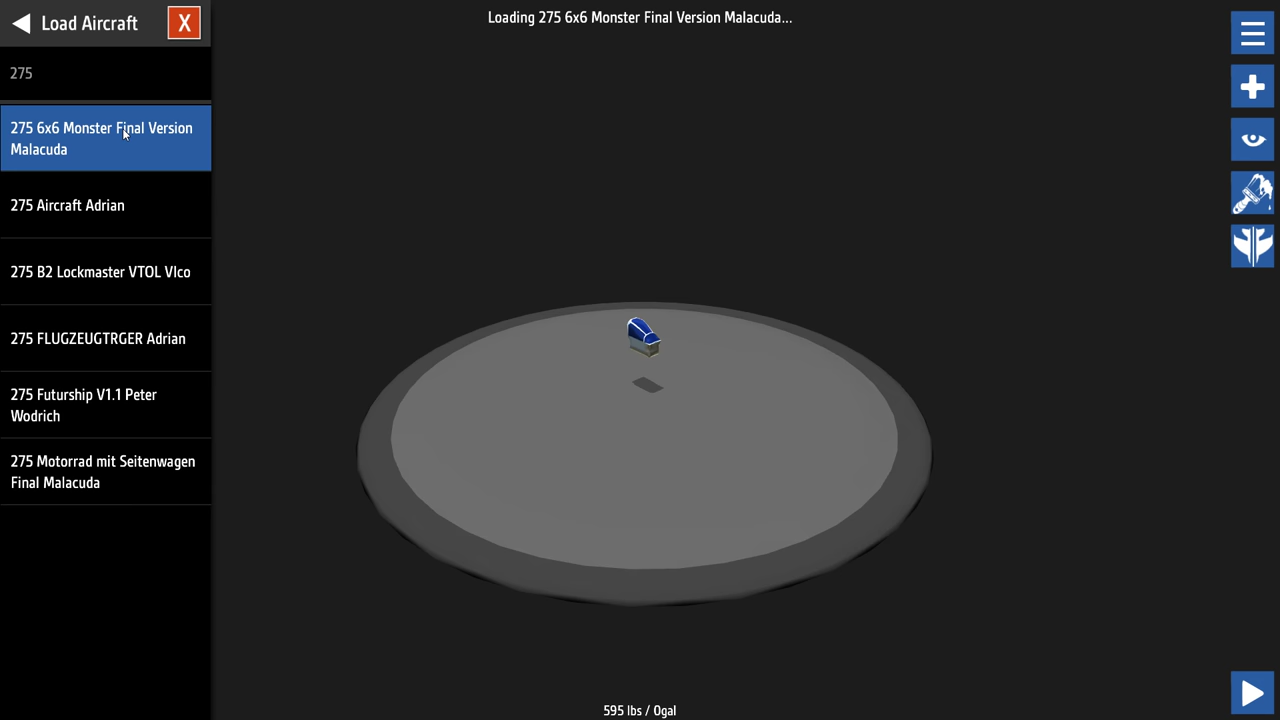 Load Aircraft
X
Loading 275 6x6 Monster Final Version Malacuda...
275
275 6x6 Monster Final Version
Malacuda
275 Aircraft Adrian
275 B2 Lockmaster VTOL Vlco
275 FLUGZEUGTRGER Adrian
275 Futurship V1.1 Peter
Wodrich
275 Motorrad mit Seitenwagen
Final Malacuda
595 lbs / 0gal